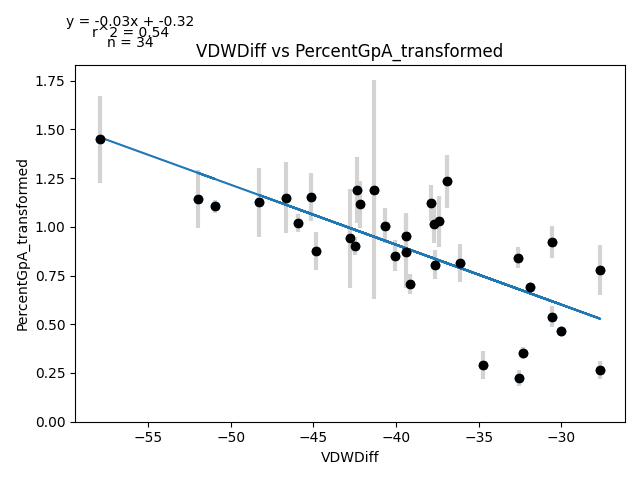 y = -0.03x + -0.32
r^2 = 0.54
n = 34
VDWDiff vs PercentGpA_transformed
PercentGpA_transformed
1.75
1.50
1.25
1.00
0.75
0.50
0.25
0.00
−55
−50
−45
−40
−35
−30
VDWDiff